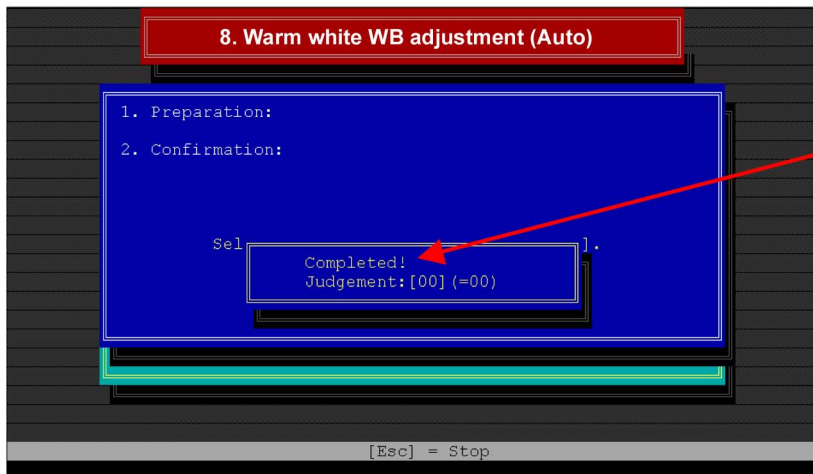 8. Warm white WB adjustment (Auto)
1. Preparation:
2. Confirmation:
Sel ].
Completed!
Judgement:[00](=00)
[Esc] = Stop